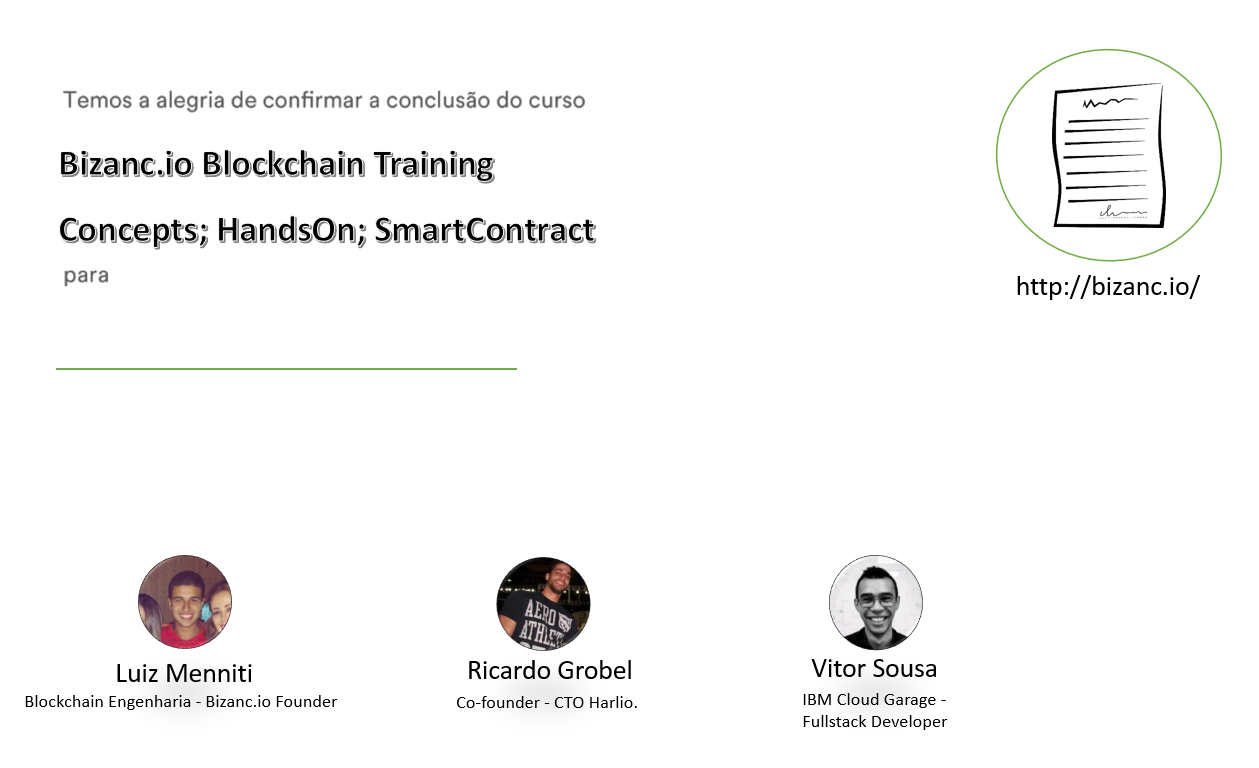 Temos a alegria de confirmar a conclusão do curso
Bizanc.io Blockchain Training
Concepts; HandsOn; SmartContract
para
http://bizanc.io/
AERO
ATHLE
Luiz Menniti
Blockchain Engenharia - Bizanc.io Founder
Ricardo Grobel
Co-founder - CTO Harlio.
Vitor Sousa
IBM Cloud Garage -
Fullstack Developer